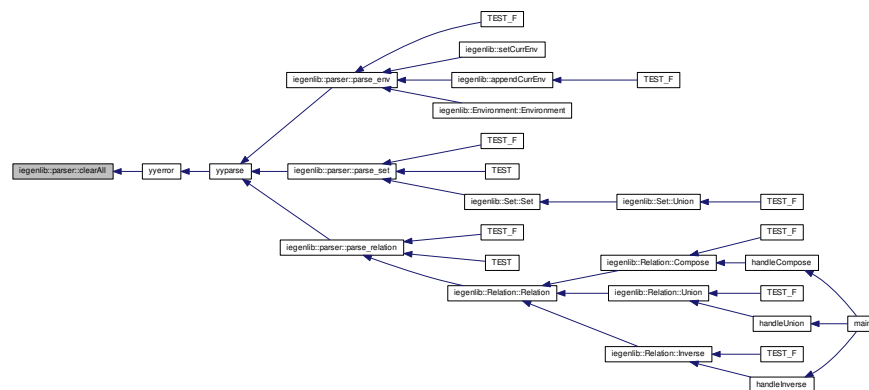 TEST_F
iegenlib::setCurrEnv
iegenlib::parser::parse_env
iegenlib::appendCurrEnv
TEST_F
iegenlib::Environment::Environment
TEST_F
iegenlib::parser::clearAll
yyerror
yyparse
iegenlib::parser::parse_set
TEST
iegenlib::Set::Set
iegenlib::Set::Union
TEST_F
TEST_F
TEST_F
iegenlib::parser::parse_relation
TEST
iegenlib::Relation::Compose
handleCompose
iegenlib::Relation::Relation
iegenlib::Relation::Union
TEST_F
handleUnion
main
iegenlib::Relation::Inverse
TEST_F
handleInverse